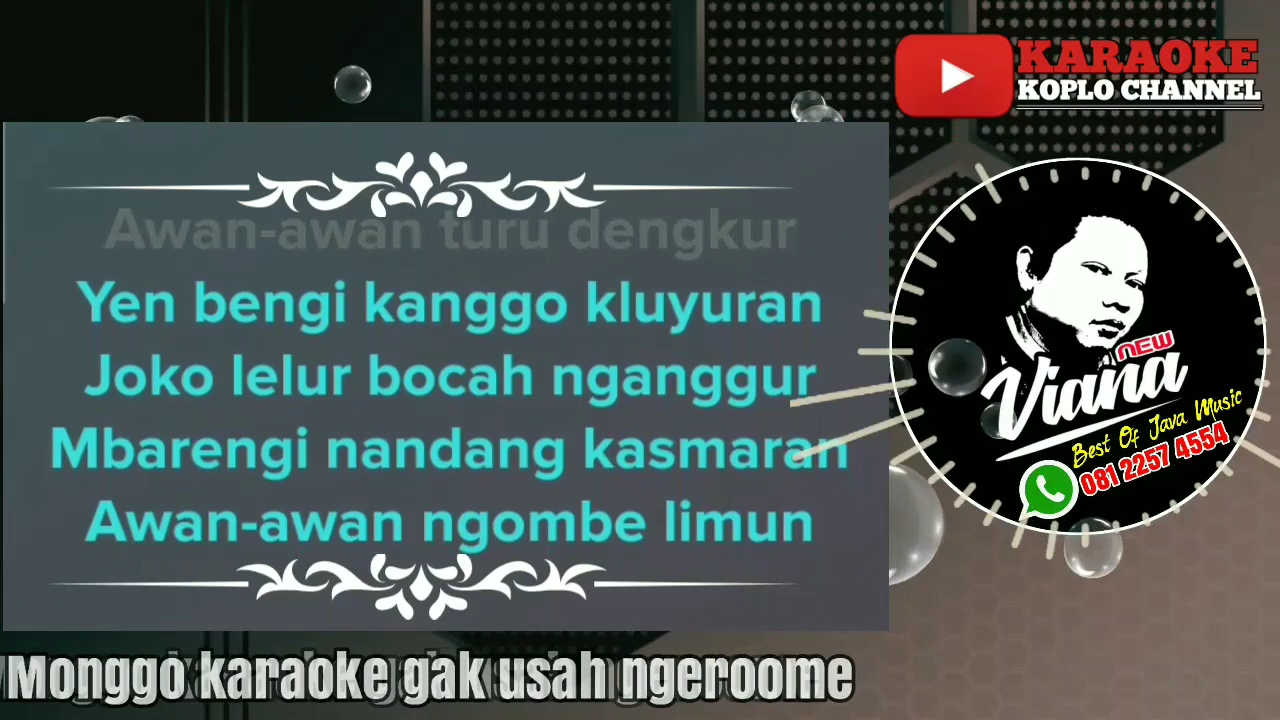 KARAOKE
KOPLO CHANNEL
Awan-awan turu dengkur
Yen bengi kanggo kluyuran
Joko lelur bocah nganggur
Mbarengi nandang kasmaran
Awan-awan ngombe limun
NEW
Viana
Best Of Java Music
081 2257 4554
Monggo karaoke gak usah ngeroome